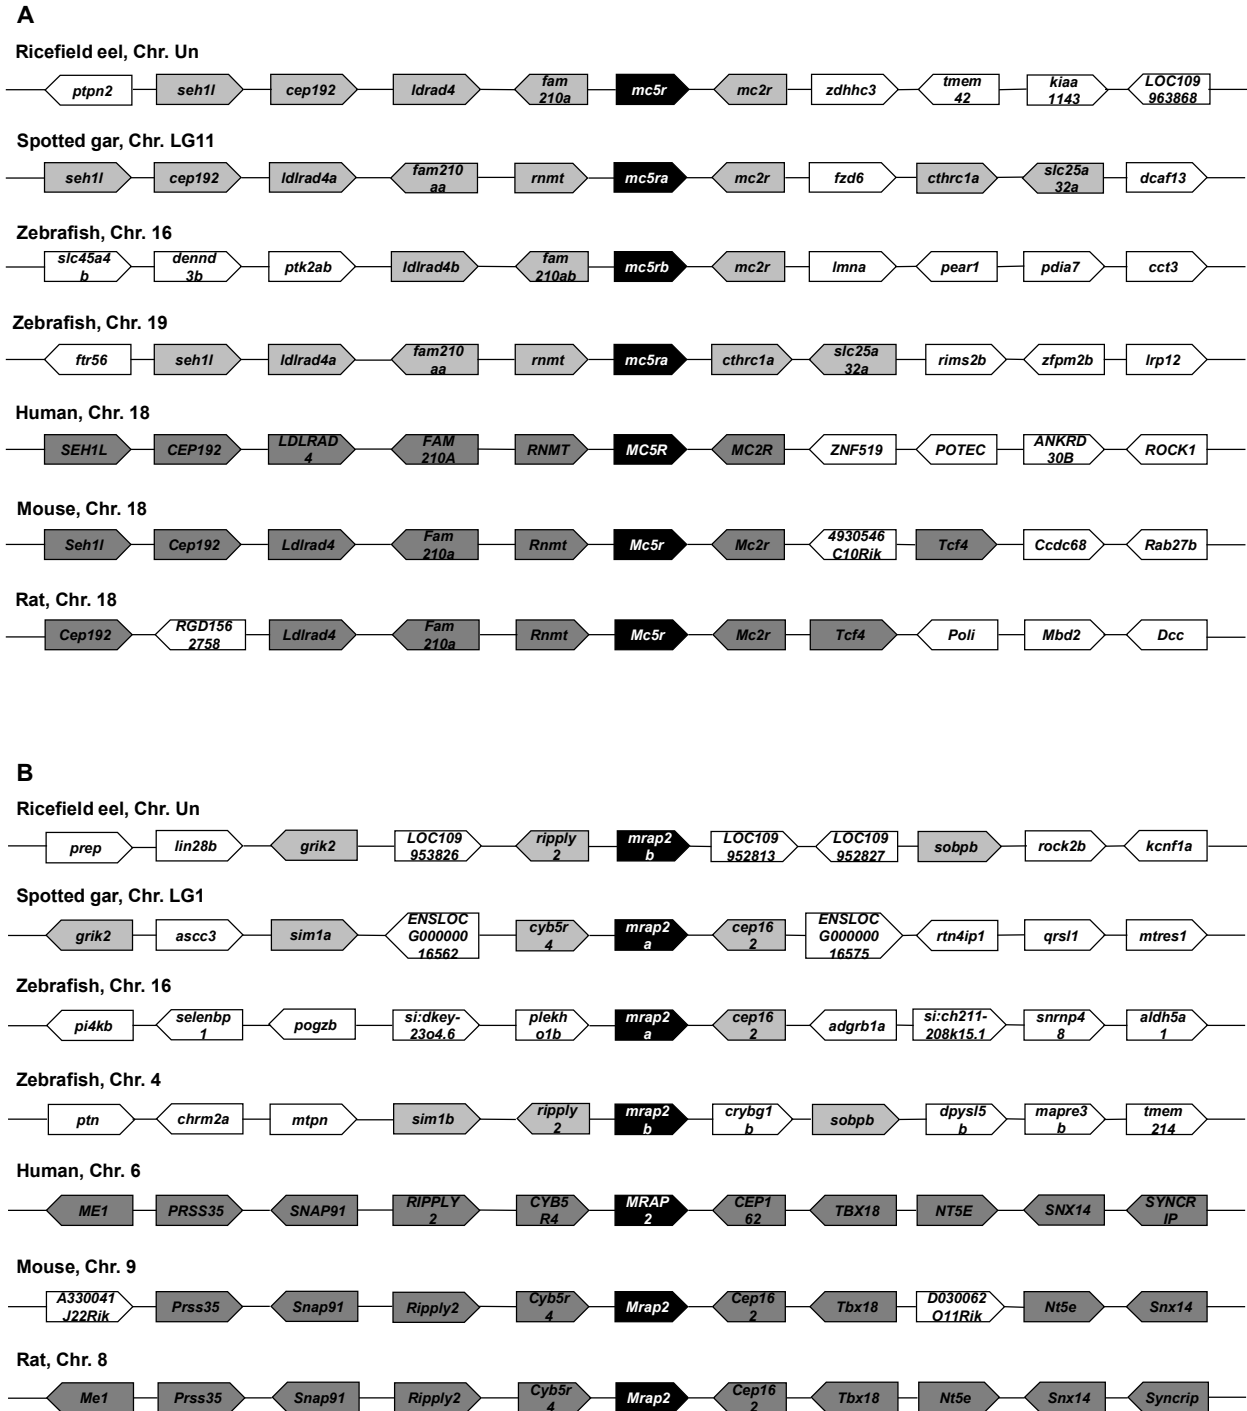 A
Ricefield eel, Chr. Un
ptpn2 seh1l cep192 ldrad4 fam 210a mc5r mc2r zdhhc3 tmem 42 kiaa 1143 LOC109 963868
Spotted gar, Chr. LG11
seh1l cep192 ldlrad4a fam210 aa rnmt mc5ra mc2r fzd6 cthrc1a slc25a 32a dcaf13
Zebrafish, Chr. 16
slc45a4 b dennd 3b ptk2ab ldlrad4b fam 210ab mc5rb mc2r lmna pear1 pdia7 cct3
Zebrafish, Chr. 19
ftr56 seh1l ldlrad4a fam210 aa rnmt mc5ra cthrc1a slc25a 32a rims2b zfpm2b lrp12
Human, Chr. 18
SEH1L CEP192 LDLRAD 4 FAM 210A RNMT MC5R MC2R ZNF519 POTEC ANKRD 30B ROCK1
Mouse, Chr. 18
Seh1l Cep192 Ldlrad4 Fam 210a Rnmt Mc5r Mc2r 4930546 C10Rik Tcf4 Ccdc68 Rab27b
Rat, Chr. 18
Cep192 RGD156 2758 Ldlrad4 Fam 210a Rnmt Mc5r Mc2r Tcf4 Poli Mbd2 Dcc
B
Ricefield eel, Chr. Un
prep lin28b grik2 LOC109 953826 ripply 2 mrap2 b LOC109 952813 LOC109 952827 sobpb rock2b kcnf1a
Spotted gar, Chr. LG1
grik2 ascc3 sim1a ENSLOC G000000 16562 cyb5r 4 mrap2 a cep16 2 ENSLOC G000000 16575 rtn4ip1 qrsl1 mtres1
Zebrafish, Chr. 16
pi4kb selenbp 1 pogzb si:dkey- 23o4.6 plekh o1b mrap2 a cep16 2 adgrb1a si:ch211- 208k15.1 snrnp4 8 aldh5a 1
Zebrafish, Chr. 4
ptn chrm2a mtpn sim1b ripply 2 mrap2 b crybg1 b sobpb dpysl5 b mapre3 b tmem 214
Human, Chr. 6
ME1 PRSS35 SNAP91 RIPPLY 2 CYB5 R4 MRAP 2 CEP1 62 TBX18 NT5E SNX14 SYNCR IP
Mouse, Chr. 9
A330041 J22Rik Prss35 Snap91 Ripply2 Cyb5r 4 Mrap2 Cep16 2 Tbx18 D030062 O11Rik Nt5e Snx14
Rat, Chr. 8
Me1 Prss35 Snap91 Ripply2 Cyb5r 4 Mrap2 Cep16 2 Tbx18 Nt5e Snx14 Syncrip